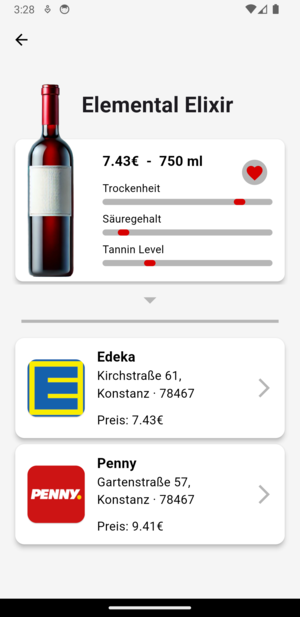 3:28
Elemental Elixir
7.43€ - 750 ml
Trockenheit
Säuregehalt
Tannin Level
Edeka
Kirchstraße 61,
Konstanz · 78467
Preis: 7.43€
PENNY.
Penny
Gartenstraße 57,
Konstanz · 78467
Preis: 9.41€